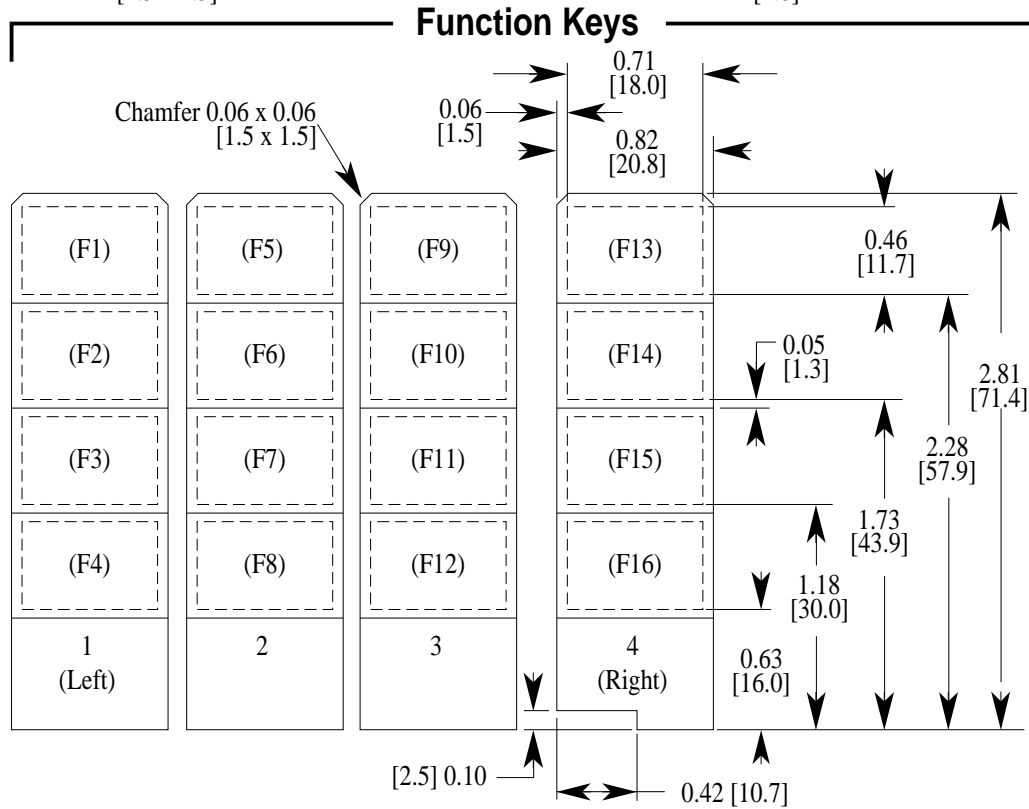 Function Keys
0.71
[18.0]
Chamfer 0.06 x 0.06
[1.5 x 1.5]
0.06
[1.5]
0.82
[20.8]
(F1) (F5) (F9) (F13)
0.46
[11.7]
(F2) (F6) (F10) (F14)
0.05
[1.3]
2.81
[71.4]
(F3) (F7) (F11) (F15)
2.28
[57.9]
1.73
[43.9]
(F4) (F8) (F12) (F16)
1.18
[30.0]
1 2 3 4
(Left) (Right)
0.63
[16.0]
[2.5] 0.10
0.42 [10.7]